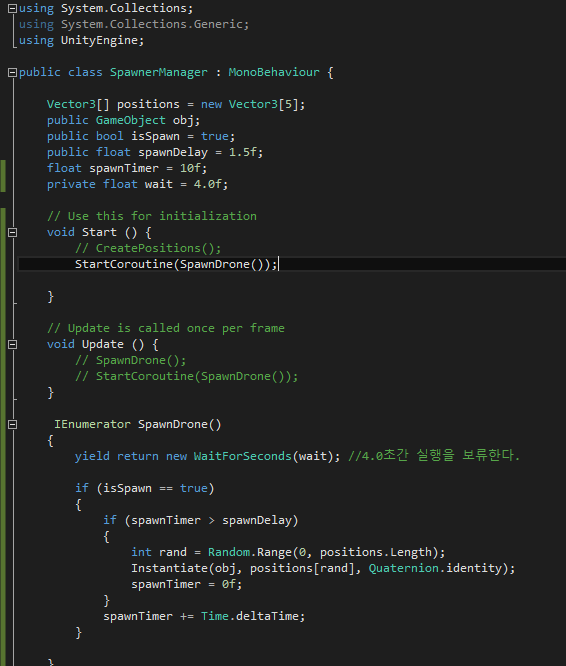 using System.Collections;
using System.Collections.Generic;
using UnityEngine;
public class SpawnerManager : MonoBehaviour {
Vector3[] positions = new Vector3[5];
public GameObject obj;
public bool isSpawn = true;
public float spawnDelay = 1.5f;
float spawnTimer = 10f;
private float wait = 4.0f;
// Use this for initialization
void Start () {
// CreatePositions();
StartCoroutine(SpawnDrone());
}
// Update is called once per frame
void Update () {
// SpawnDrone();
// StartCoroutine(SpawnDrone());
}
IEnumerator SpawnDrone()
{
yield return new WaitForSeconds(wait); //4.0초간 실행을 보류한다.
if (isSpawn == true)
{
if (spawnTimer > spawnDelay)
{
int rand = Random.Range(0, positions.Length);
Instantiate(obj, positions[rand], Quaternion.identity);
spawnTimer = 0f;
}
spawnTimer += Time.deltaTime;
}
}